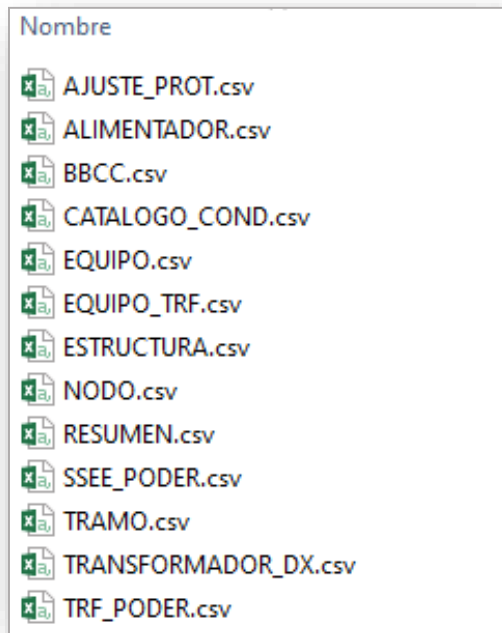 Nombre
AJUSTE_PROT.csv
ALIMENTADOR.csv
BBCC.csv
CATALOGO_COND.csv
EQUIPO.csv
EQUIPO_TRF.csv
ESTRUCTURA.csv
NODO.csv
RESUMEN.csv
SSEE_PODER.csv
TRAMO.csv
TRANSFORMADOR_DX.csv
TRF_PODER.csv